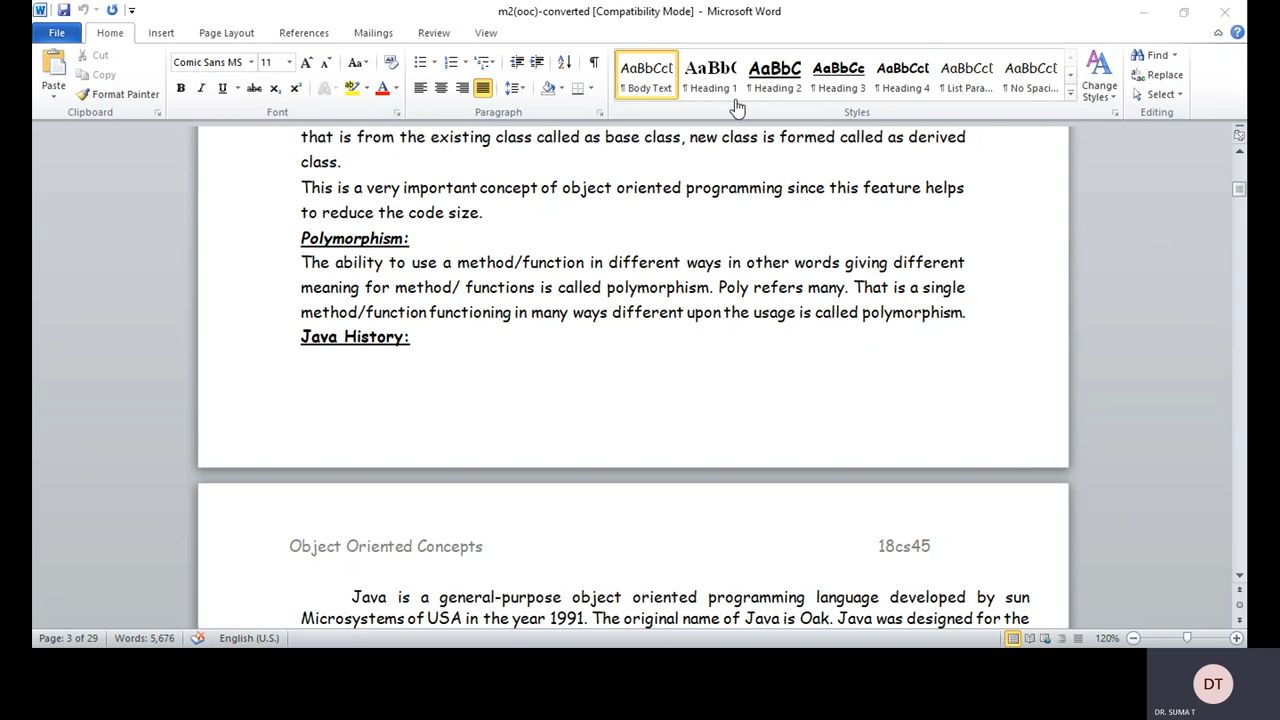 m2(ooc)-converted [Compatibility Mode] - Microsoft Word
File Home Insert Page Layout References Mailings Review View
Cut
Copy
Format Painter
Paste
Clipboard
Comic Sans MS 11
Font
Paragraph
AaBbCct AaBb( AaBbC AaBbCc AaBbCct AaBbCct AaBbCct
¶ Body Text ¶ Heading 1 ¶ Heading 2 ¶ Heading 3 ¶ Heading 4 ¶ List Para... ¶ No Spaci...
Styles
Change Styles
Find
Replace
Select
Editing
that is from the existing class called as base class, new class is formed called as derived
class.
This is a very important concept of object oriented programming since this feature helps
to reduce the code size.
Polymorphism:
The ability to use a method/function in different ways in other words giving different
meaning for method/ functions is called polymorphism. Poly refers many. That is a single
method/function functioning in many ways different upon the usage is called polymorphism.
Java History:
Object Oriented Concepts 18cs45
Java is a general-purpose object oriented programming language developed by sun
Microsystems of USA in the year 1991. The original name of Java is Oak. Java was designed for the
Page: 3 of 29 Words: 5,676 English (U.S.) 120%
DT
DR. SUMA T